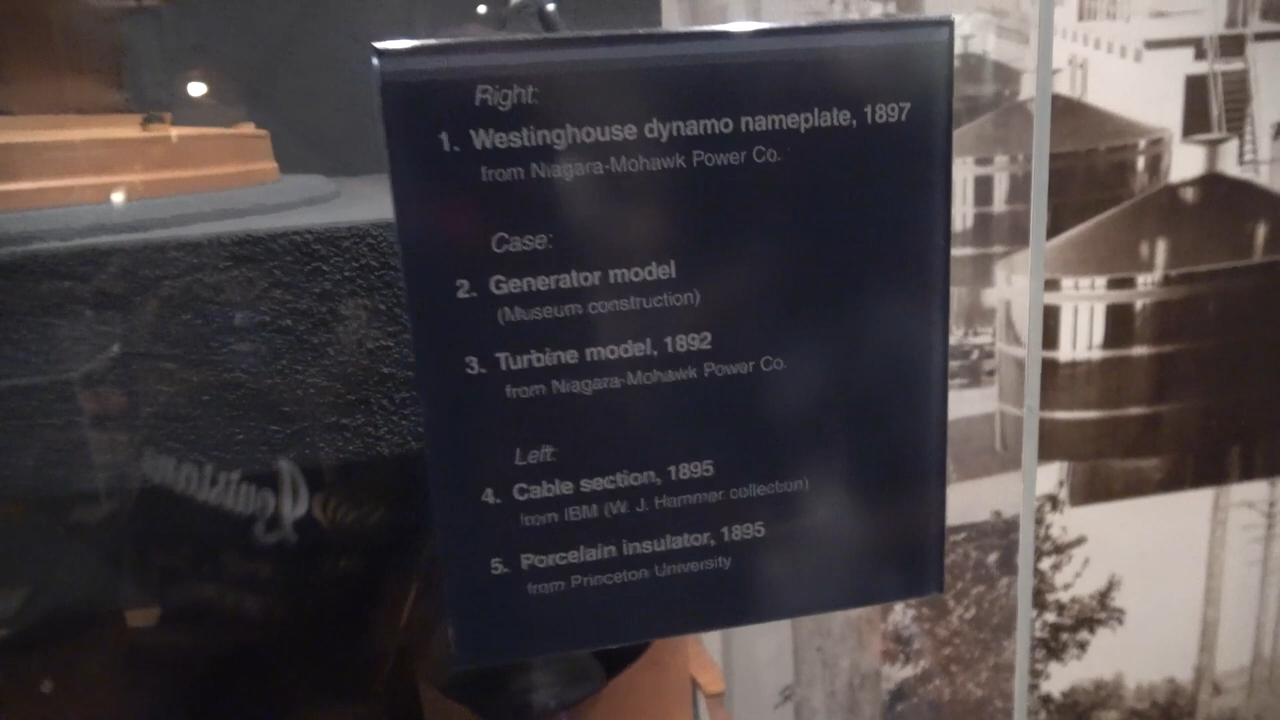 Right:
1. Westinghouse dynamo nameplate, 1897
from Niagara-Mohawk Power Co.
Case:
2. Generator model
(Museum construction)
3. Turbine model, 1892
from Niagara-Mohawk Power Co.
Left:
4. Cable section, 1895
from IBM (W. J. Hammer collection)
5. Porcelain insulator, 1895
from Princeton University